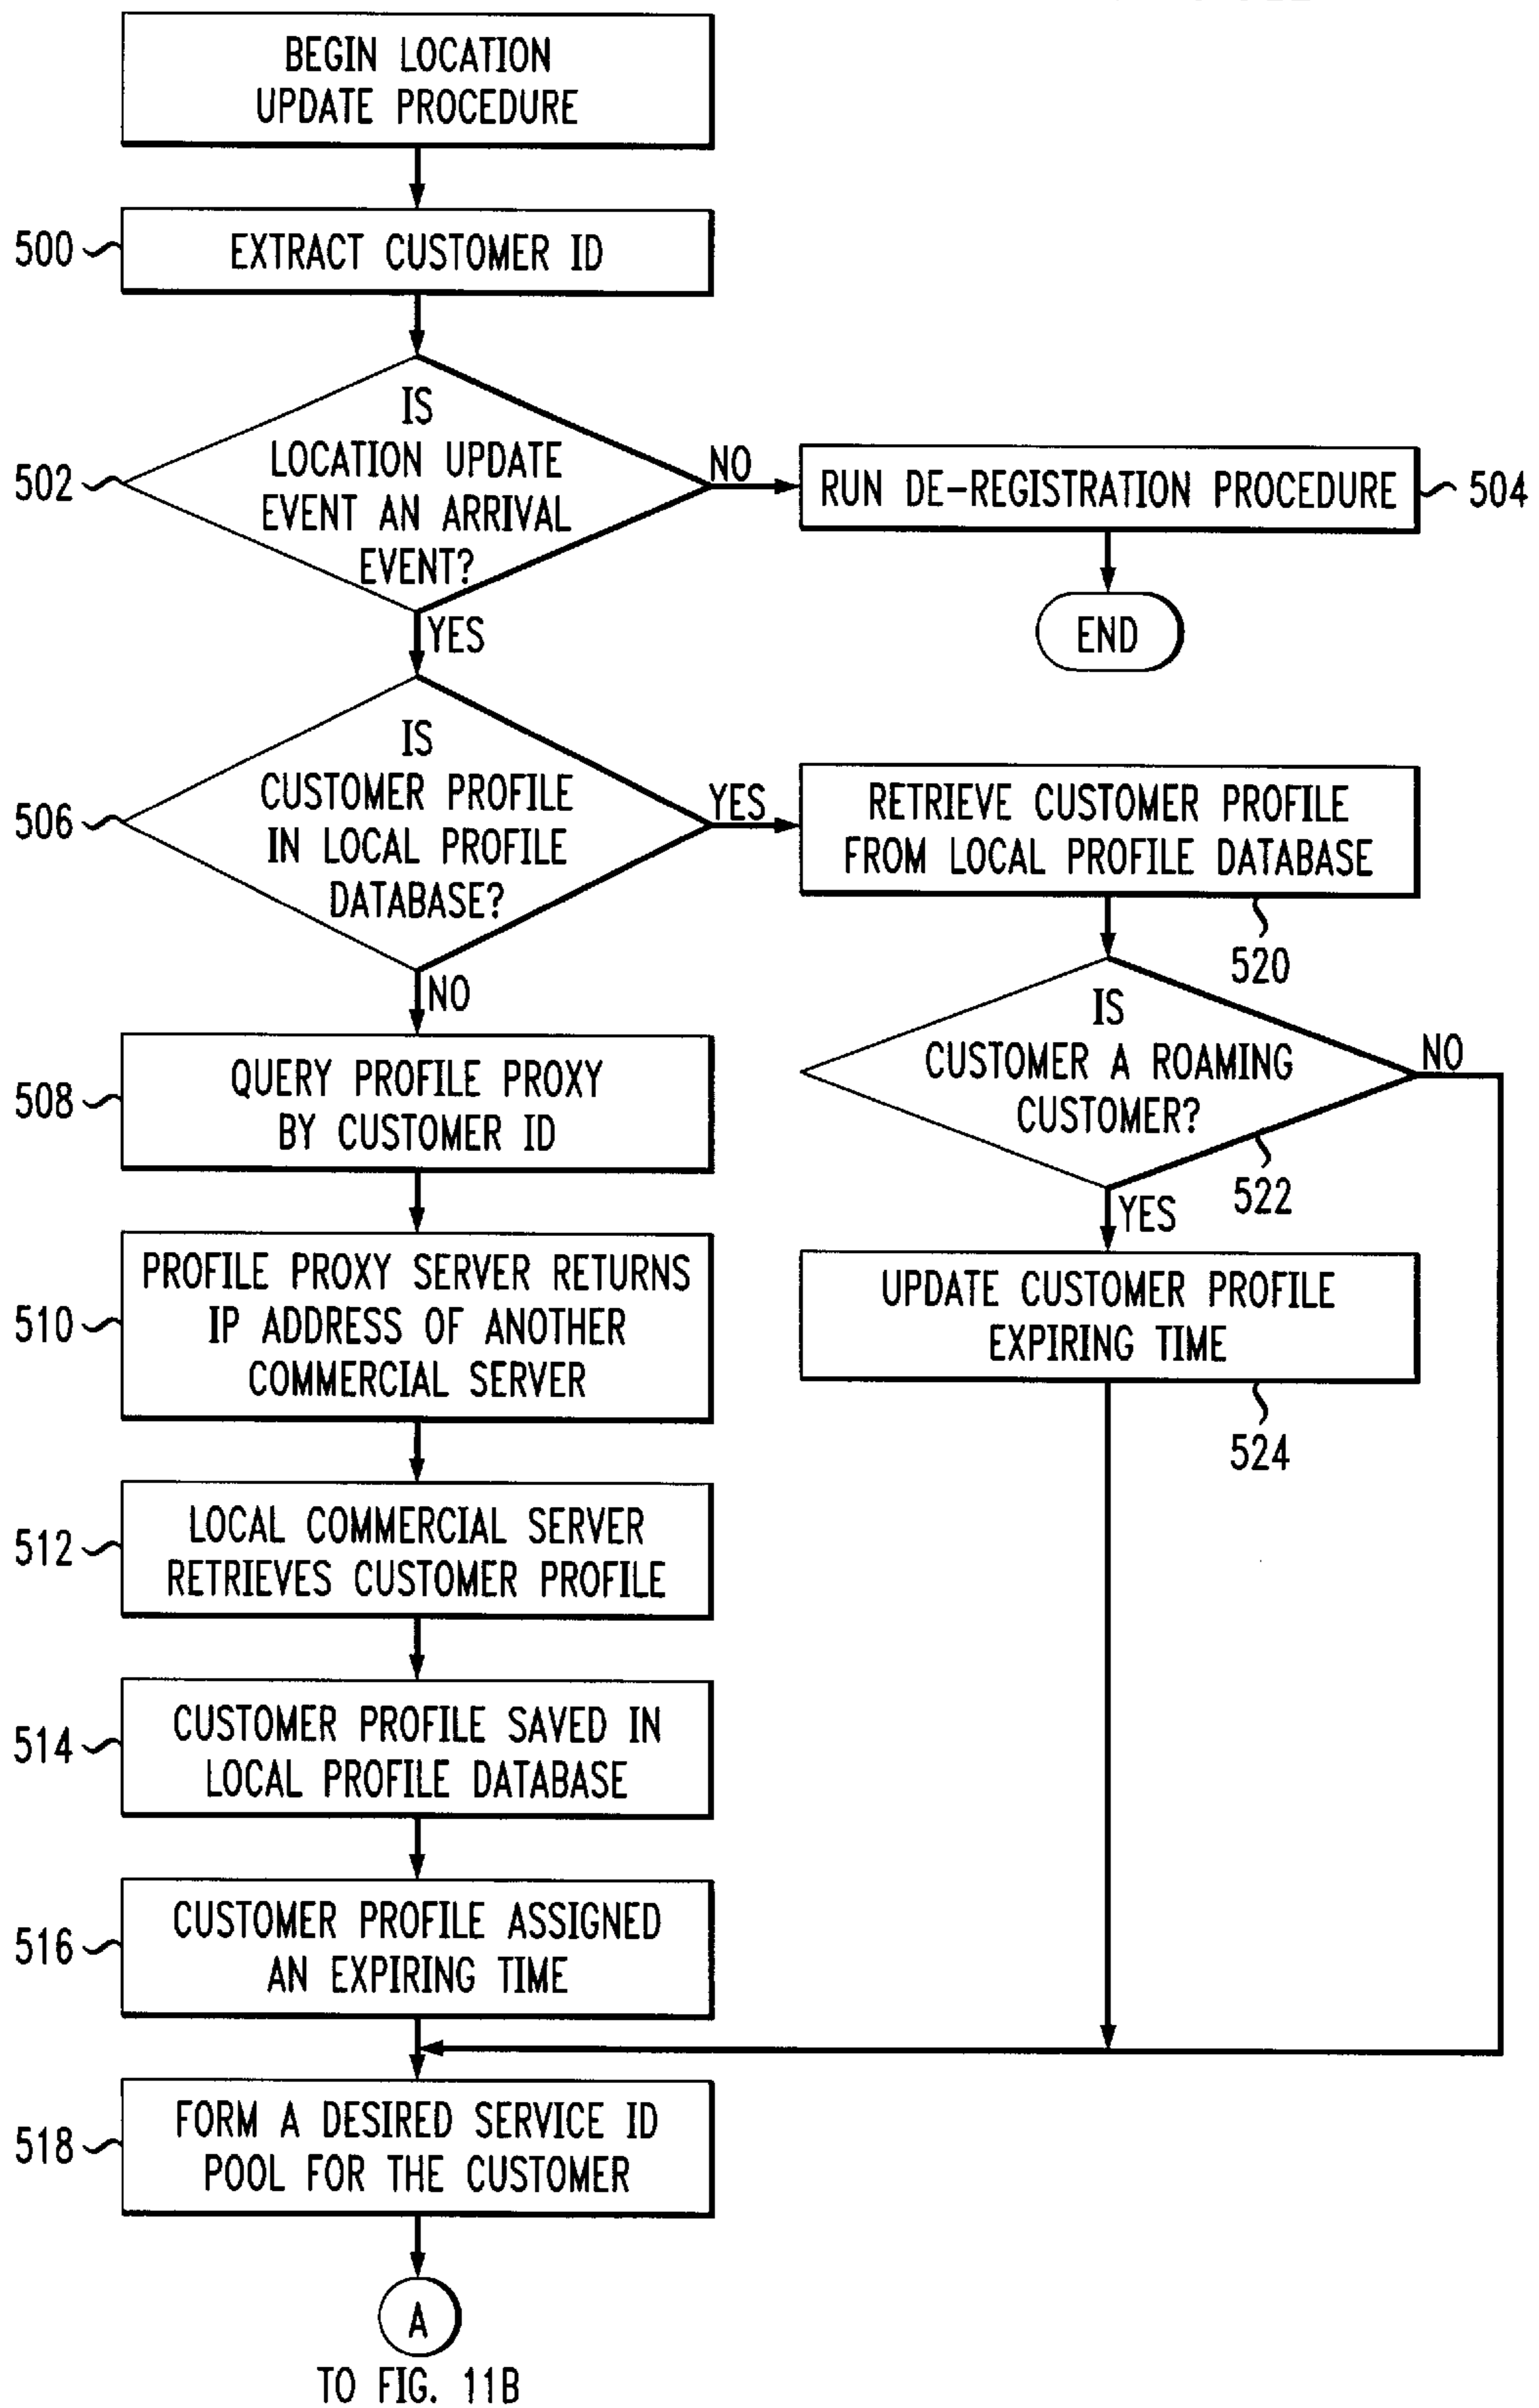 BEGIN LOCATION
UPDATE PROCEDURE
500
EXTRACT CUSTOMER ID
502
IS
LOCATION UPDATE
EVENT AN ARRIVAL
EVENT?
NO
RUN DE-REGISTRATION PROCEDURE
504
END
YES
506
IS
CUSTOMER PROFILE
IN LOCAL PROFILE
DATABASE?
YES
RETRIEVE CUSTOMER PROFILE
FROM LOCAL PROFILE DATABASE
520
NO
IS
CUSTOMER A ROAMING
CUSTOMER?
NO
522
YES
508
QUERY PROFILE PROXY
BY CUSTOMER ID
UPDATE CUSTOMER PROFILE
EXPIRING TIME
524
510
PROFILE PROXY SERVER RETURNS
IP ADDRESS OF ANOTHER
COMMERCIAL SERVER
512
LOCAL COMMERCIAL SERVER
RETRIEVES CUSTOMER PROFILE
514
CUSTOMER PROFILE SAVED IN
LOCAL PROFILE DATABASE
516
CUSTOMER PROFILE ASSIGNED
AN EXPIRING TIME
518
FORM A DESIRED SERVICE ID
POOL FOR THE CUSTOMER
A
TO FIG. 11B